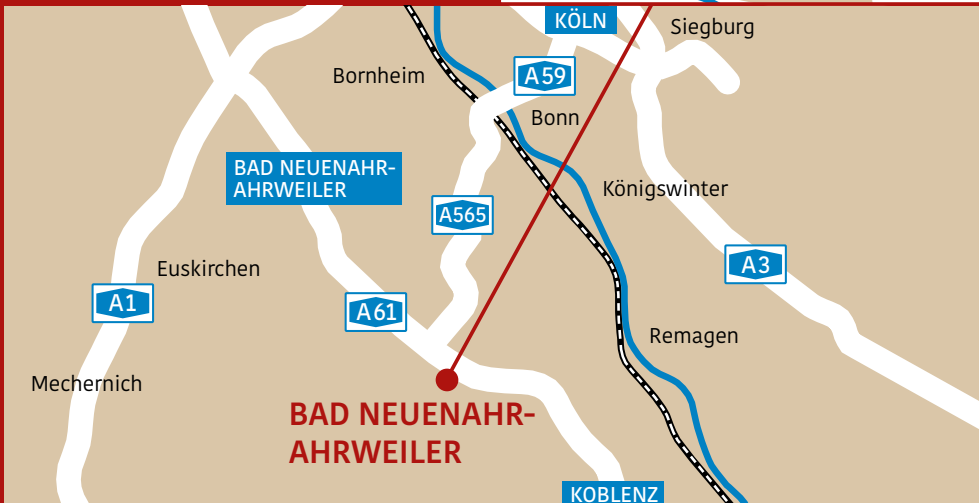 KÖLN
Siegburg
Bornheim
A59
Bonn
BAD NEUENAHR-
AHRWEILER
Königswinter
A565
Euskirchen
A3
A1
A61
Remagen
Mechernich
BAD NEUENAHR-
AHRWEILER
KOBLENZ